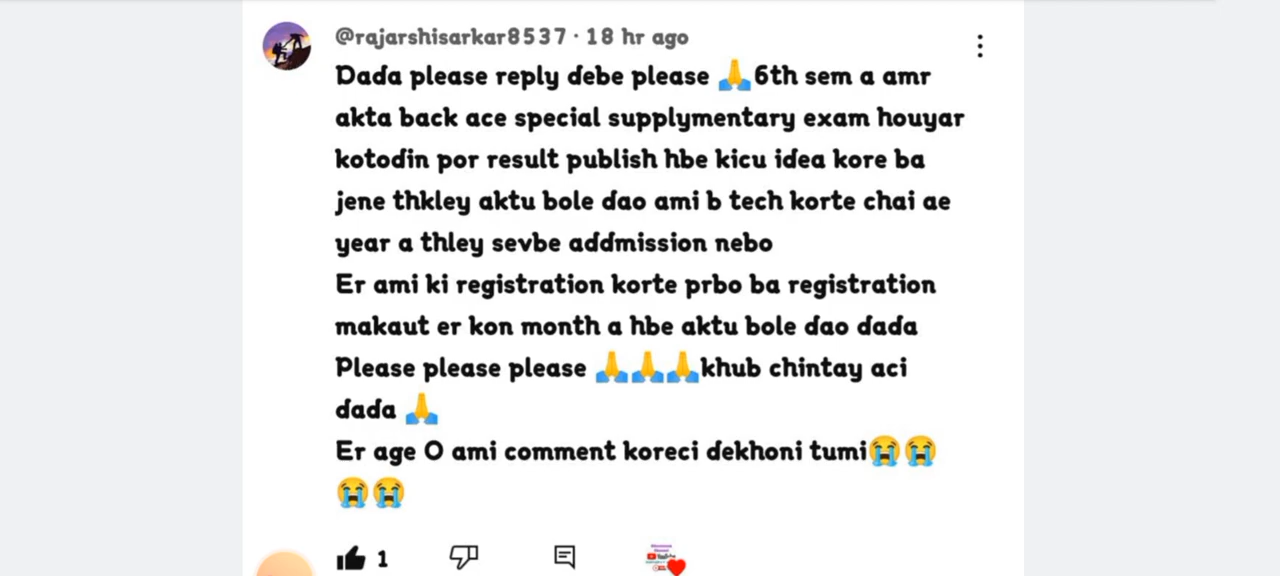 @rajarshisarkar8537 · 18 hr ago
Dada please reply debe please 🙏6th sem a amr
akta back ace special supplymentary exam houyar
kotodin por result publish hbe kicu idea kore ba
jene thkley aktu bole dao ami b tech korte chai ae
year a thley sevbe addmission nebo
Er ami ki registration korte prbo ba registration
makaut er kon month a hbe aktu bole dao dada
Please please please 🙏🙏🙏khub chintay aci
dada 🙏
Er age O ami comment koreci dekhoni tumi😭😭
😭😭
1